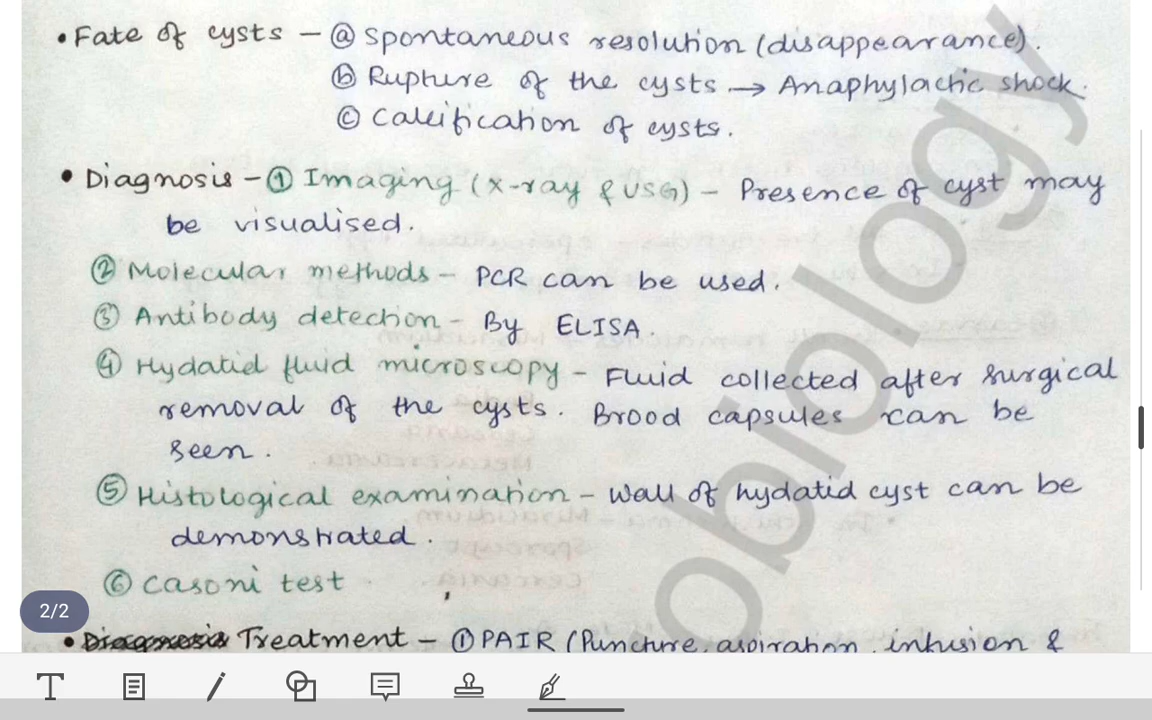 • Fate of cysts – ⓐ Spontaneous resolution (disappearance).
ⓑ Rupture of the cysts → Anaphylactic shock.
ⓒ Calcification of cysts.
• Diagnosis – ① Imaging (X-ray & USG) – Presence of cyst may
be visualised.
② Molecular methods – PCR can be used.
③ Antibody detection – By ELISA.
④ Hydatid fluid microscopy – Fluid collected after surgical
removal of the cysts. Brood capsules can be
seen.
⑤ Histological examination – Wall of hydatid cyst can be
demonstrated.
⑥ Casoni test
2/2
• Diagnosis Treatment – ① PAIR (Puncture, aspiration, infusion &
obiology
T